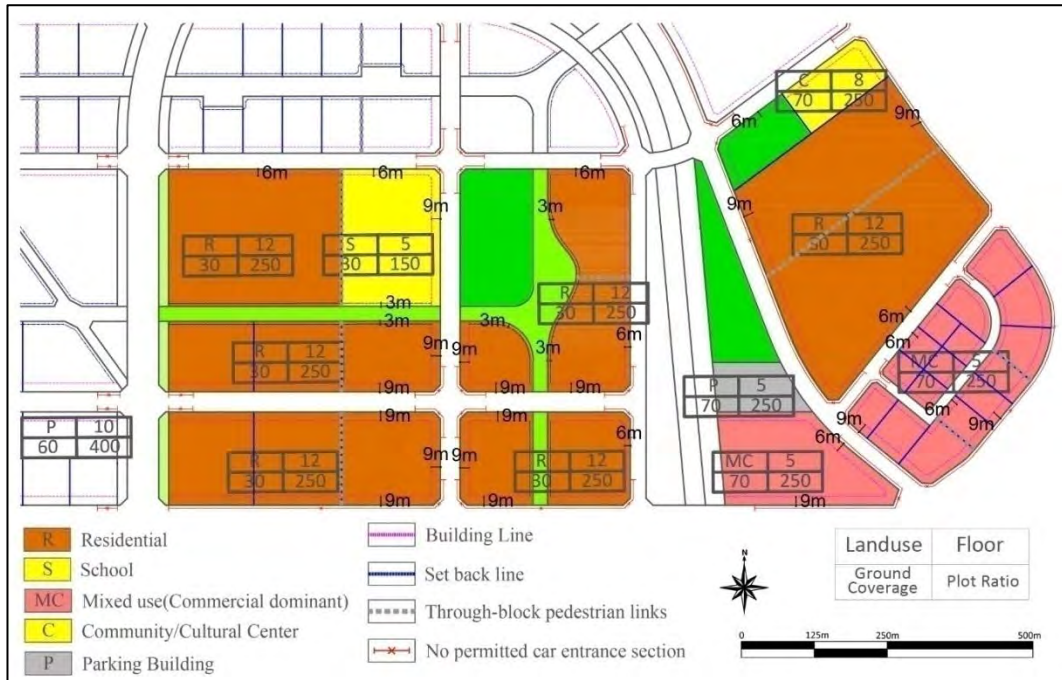 C 8
70 250
6m
9m
6m 6m
9m
9m
3m
9m
R 12
50 250
R 12
30 250
S 5
30 150
R 12
30 250
3m
3m
3m
6m
6m
6m
R 12
30 250
9m
9m
3m
MC 5
70 250
P 5
70 250
9m
9m
6m
9m
9m
9m
9m
9m
6m
P 10
60 400
9m
9m
6m
R 12
30 250
R 12
30 250
MC 5
70 250
9m
9m
9m
R Residential
S School
MC Mixed use(Commercial dominant)
C Community/Cultural Center
P Parking Building
Building Line
Set back line
Through-block pedestrian links
No permitted car entrance section
N
Landuse Floor
Ground Coverage Plot Ratio
0 125m 250m 500m